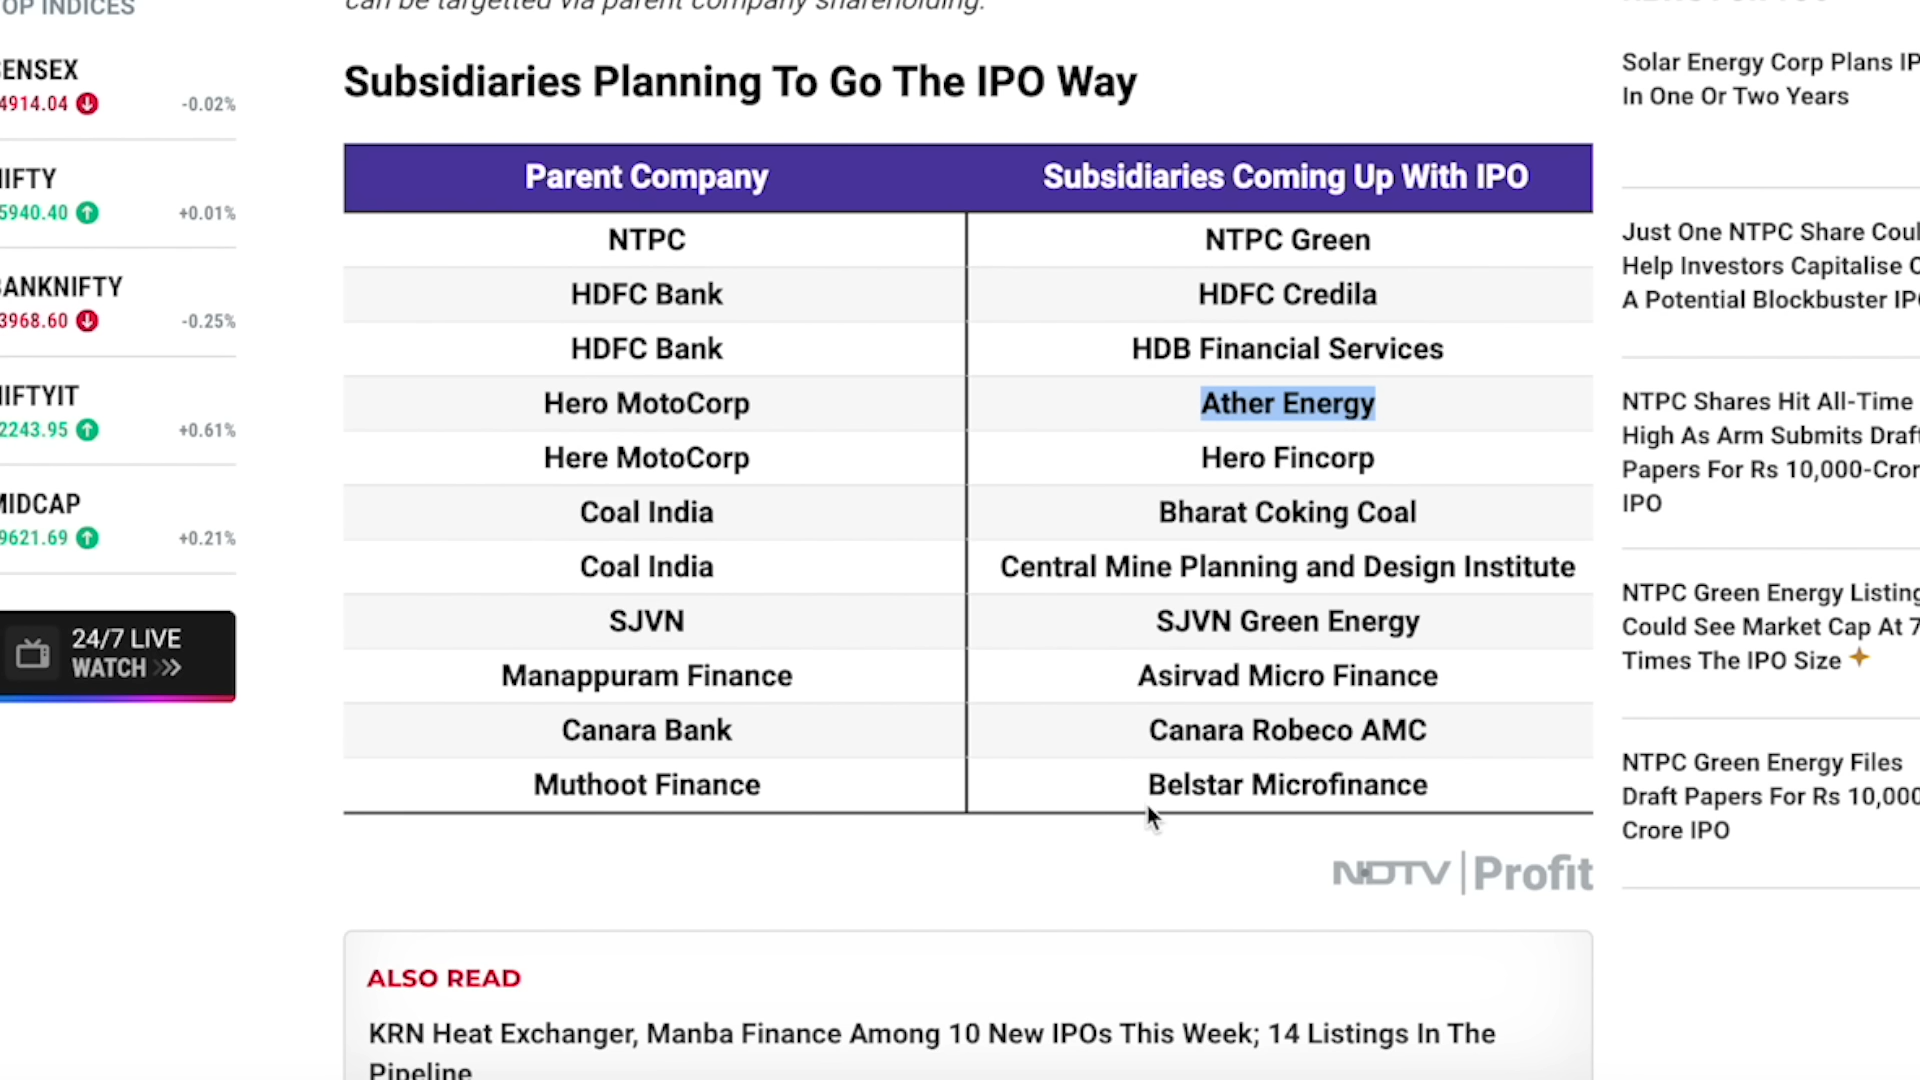 OP INDICES
ENSEX
4914.04 -0.02%
IFTY
5940.40 +0.01%
BANKNIFTY
3968.60 -0.25%
IFTYIT
2243.95 +0.61%
MIDCAP
9621.69 +0.21%
24/7 LIVE
WATCH
can be targetted via parent company shareholding.
Subsidiaries Planning To Go The IPO Way
Parent Company Subsidiaries Coming Up With IPO
NTPC NTPC Green
HDFC Bank HDFC Credila
HDFC Bank HDB Financial Services
Hero MotoCorp Ather Energy
Here MotoCorp Hero Fincorp
Coal India Bharat Coking Coal
Coal India Central Mine Planning and Design Institute
SJVN SJVN Green Energy
Manappuram Finance Asirvad Micro Finance
Canara Bank Canara Robeco AMC
Muthoot Finance Belstar Microfinance
NDTV | Profit
ALSO READ
KRN Heat Exchanger, Manba Finance Among 10 New IPOs This Week; 14 Listings In The
Pipeline
Solar Energy Corp Plans IP
In One Or Two Years
Just One NTPC Share Coul
Help Investors Capitalise
A Potential Blockbuster IP
NTPC Shares Hit All-Time
High As Arm Submits Draf
Papers For Rs 10,000-Cror
IPO
NTPC Green Energy Listing
Could See Market Cap At 7
Times The IPO Size
NTPC Green Energy Files
Draft Papers For Rs 10,000
Crore IPO